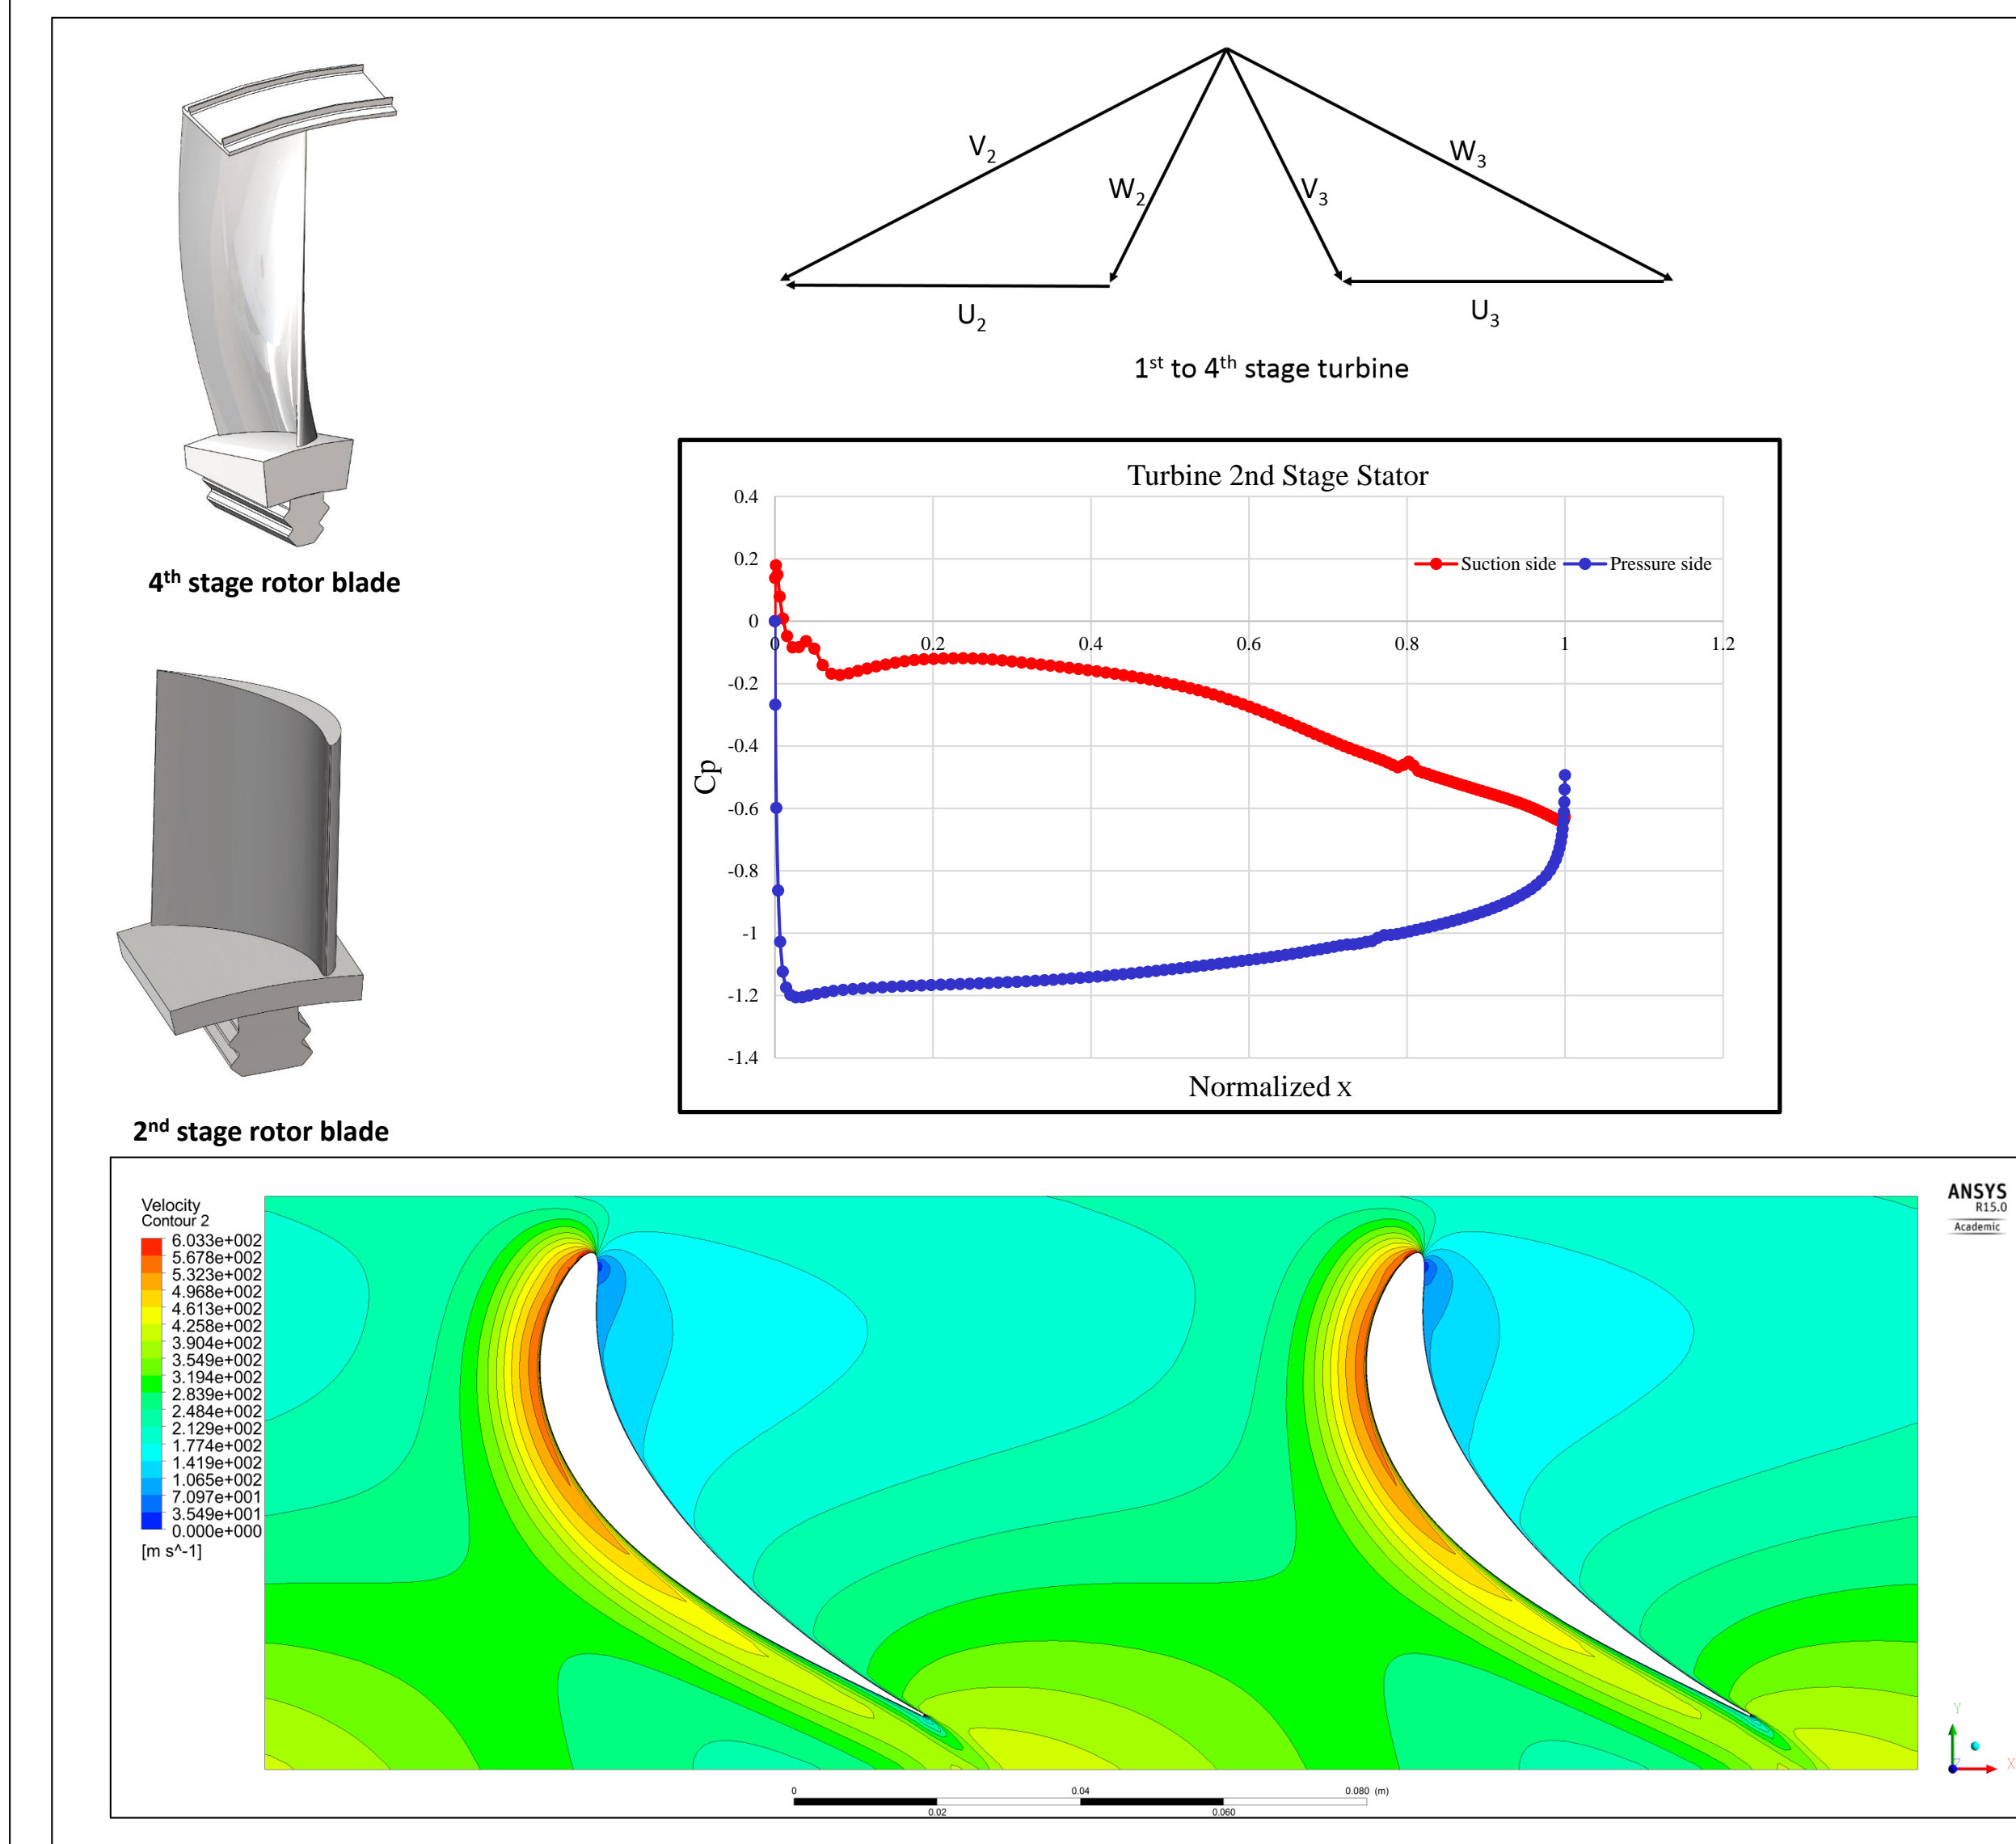 V2
W2
V3
W3
U2
U3
1st to 4th stage turbine
4th stage rotor blade
Turbine 2nd Stage Stator
Suction side
Pressure side
0.4
0.2
0
-0.2
-0.4
-0.6
-0.8
-1
-1.2
-1.4
0
0.2
0.4
0.6
0.8
1
1.2
Cp
Normalized x
2nd stage rotor blade
Velocity
Contour 2
6.033e+002
5.678e+002
5.323e+002
4.968e+002
4.613e+002
4.258e+002
3.904e+002
3.549e+002
3.194e+002
2.839e+002
2.484e+002
2.129e+002
1.774e+002
1.419e+002
1.065e+002
7.097e+001
3.549e+001
0.000e+000
[m s^-1]
ANSYS
R15.0
Academic
Y
Z
X
0
0.04
0.080 (m)
0.02
0.060